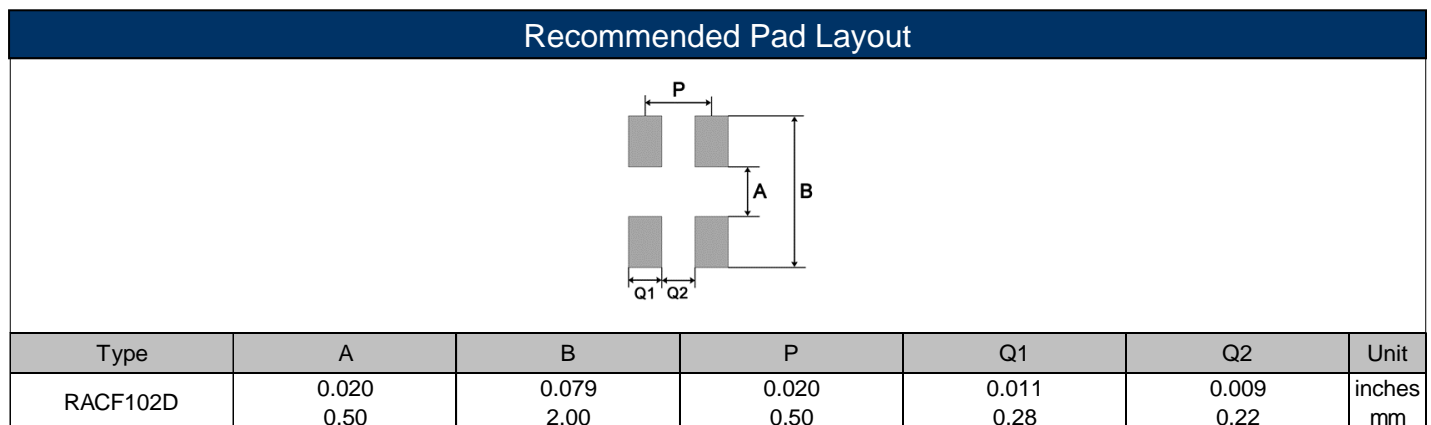 Recommended Pad Layout
P
A
B
Q1 Q2
Type A B P Q1 Q2 Unit
RACF102D 0.020 0.079 0.020 0.011 0.009 inches
0.50 2.00 0.50 0.28 0.22 mm